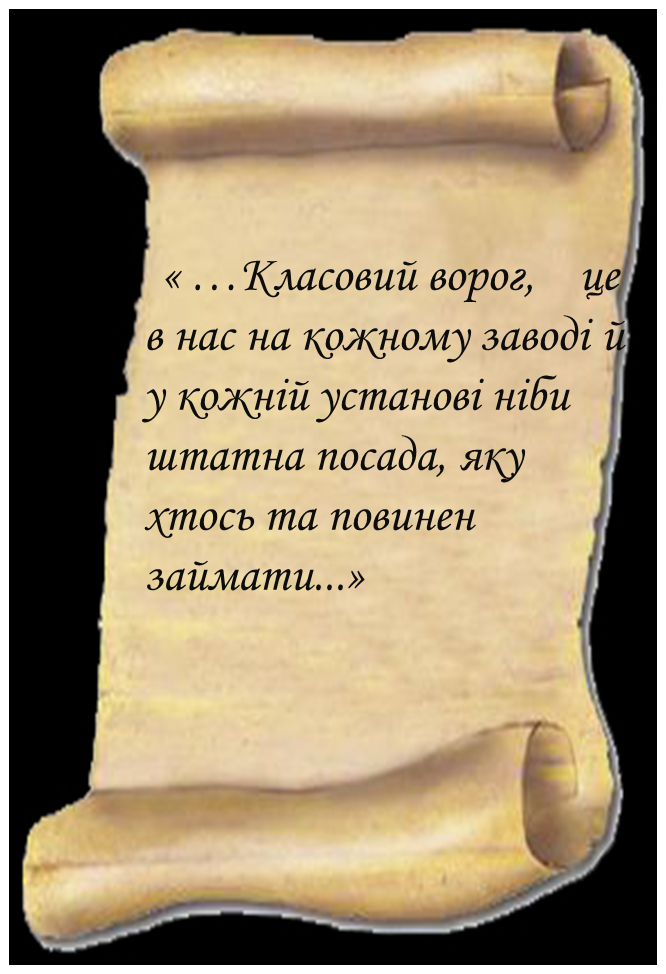 « …Класовий ворог, це
в нас на кожному заводі й
у кожній установі ніби
штатна посада, яку
хтось та повинен
займати...»